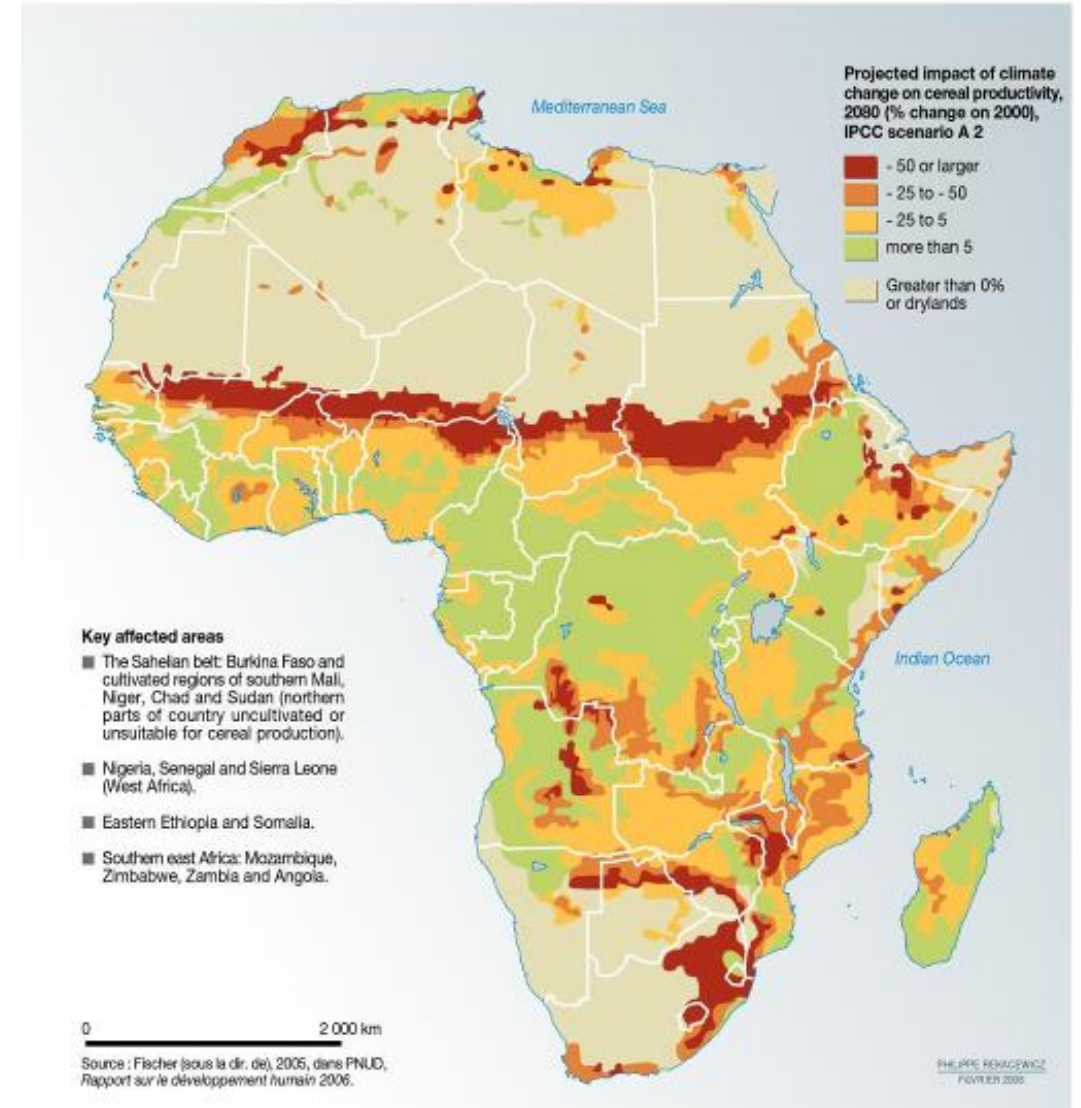 Mediterranean Sea
Projected impact of climate
change on cereal productivity,
2080 (% change on 2000),
IPCC scenario A 2
- 50 or larger
- 25 to - 50
- 25 to 5
more than 5
Greater than 0%
or drylands
Key affected areas
The Sahelian belt: Burkina Faso and
cultivated regions of southern Mali,
Niger, Chad and Sudan (northern
parts of country uncultivated or
unsuitable for cereal production).
Nigeria, Senegal and Sierra Leone
(West Africa).
Eastern Ethiopia and Somalia.
Southern east Africa: Mozambique,
Zimbabwe, Zambia and Angola.
Indian Ocean
0 2 000 km
Source : Fischer (sous la dir. de), 2005, dans PNUD,
Rapport sur le développement humain 2006.
PHILIPPE REKACEWICZ
FÉVRIER 2008